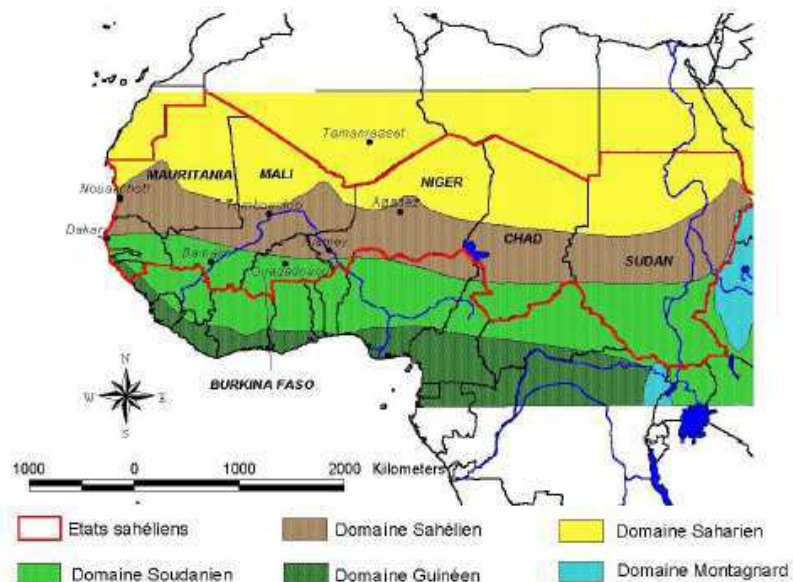 Tamanrasset
MAURITANIA
MALI
NIGER
Nouakchott
Agadez
Dakar
CHAD
SUDAN
Niamey
Ouagadougou
N
W E
S
BURKINA FASO
1000 0 1000 2000 Kilometers
Etats sahéliens
Domaine Sahélien
Domaine Saharien
Domaine Soudanien
Domaine Guinéen
Domaine Montagnard